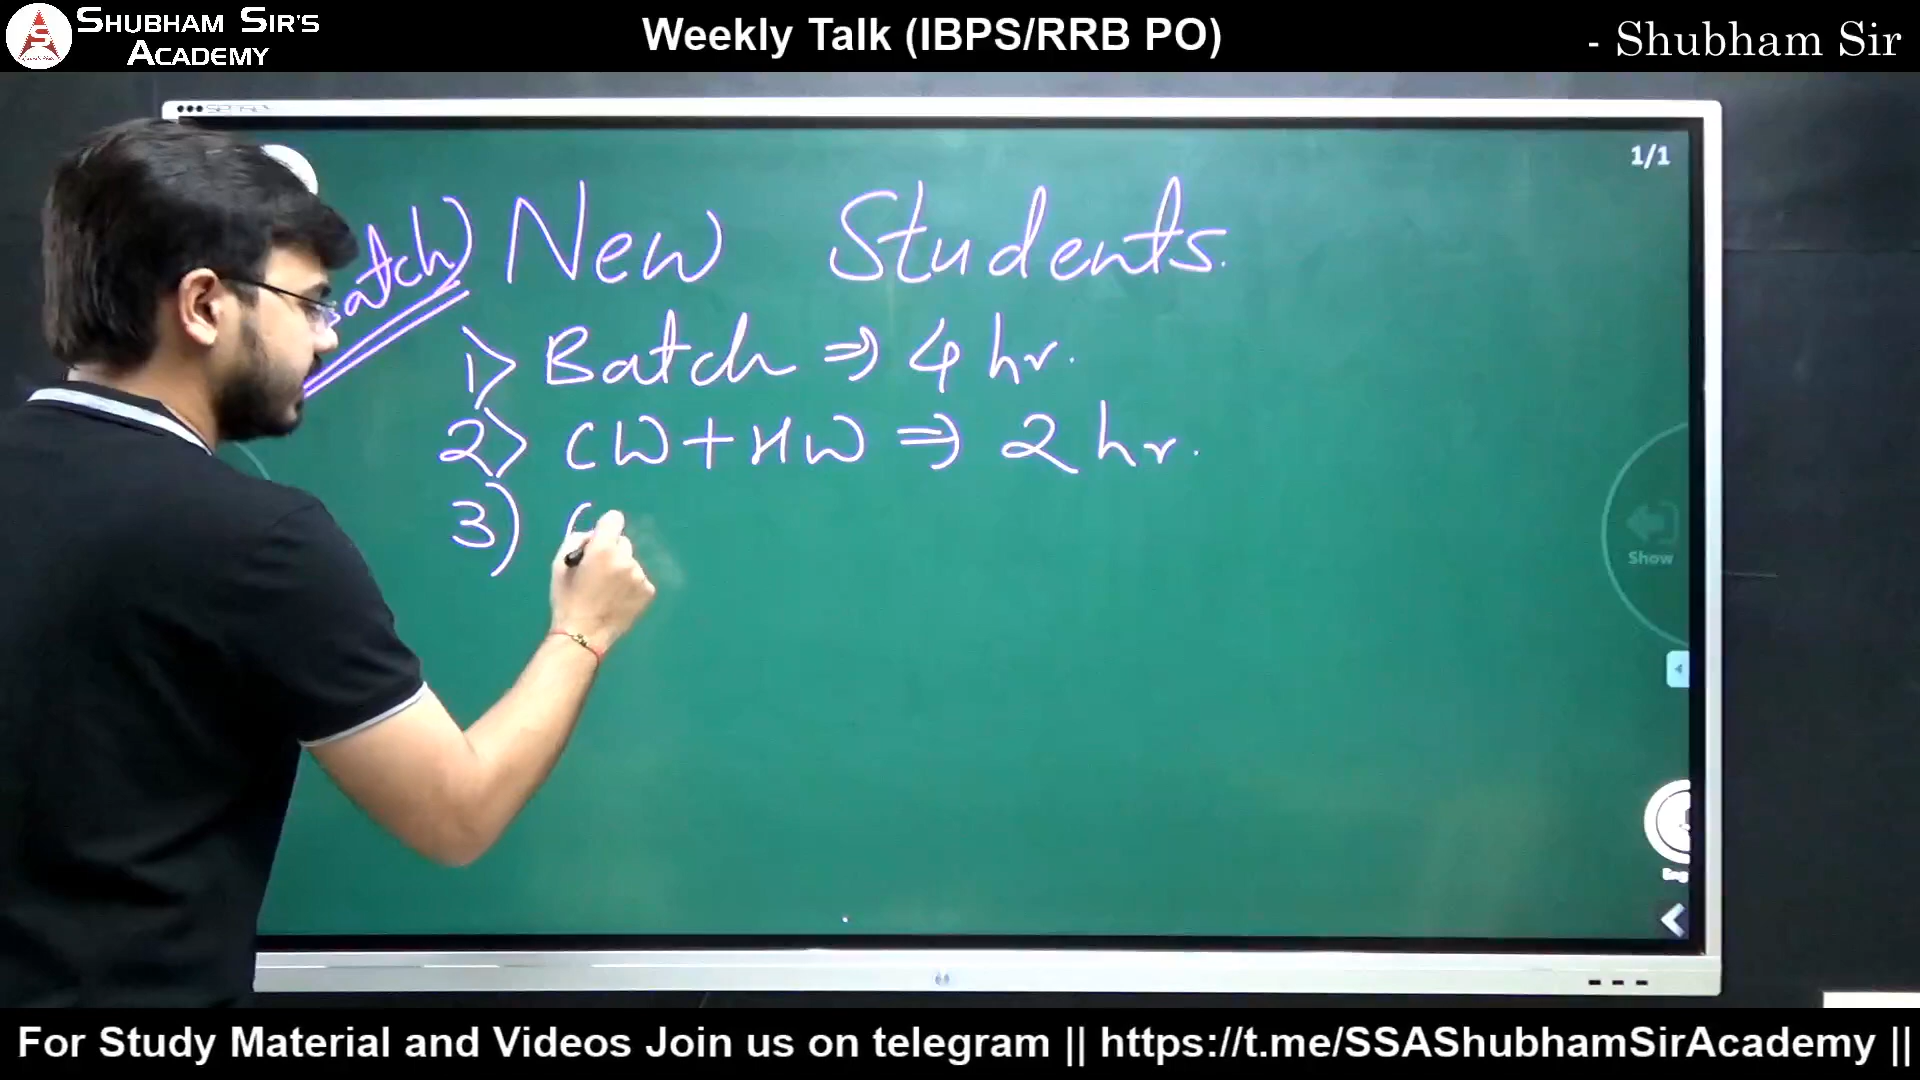 SHUBHAM SIR'S
ACADEMY
Weekly Talk (IBPS/RRB PO)
- Shubham Sir
1/1
atch) New Students.
1> Batch ⇒ 4 hr.
2> CW+HW ⇒ 2 hr.
3)
Show
For Study Material and Videos Join us on telegram || https://t.me/SSAShubhamSirAcademy ||